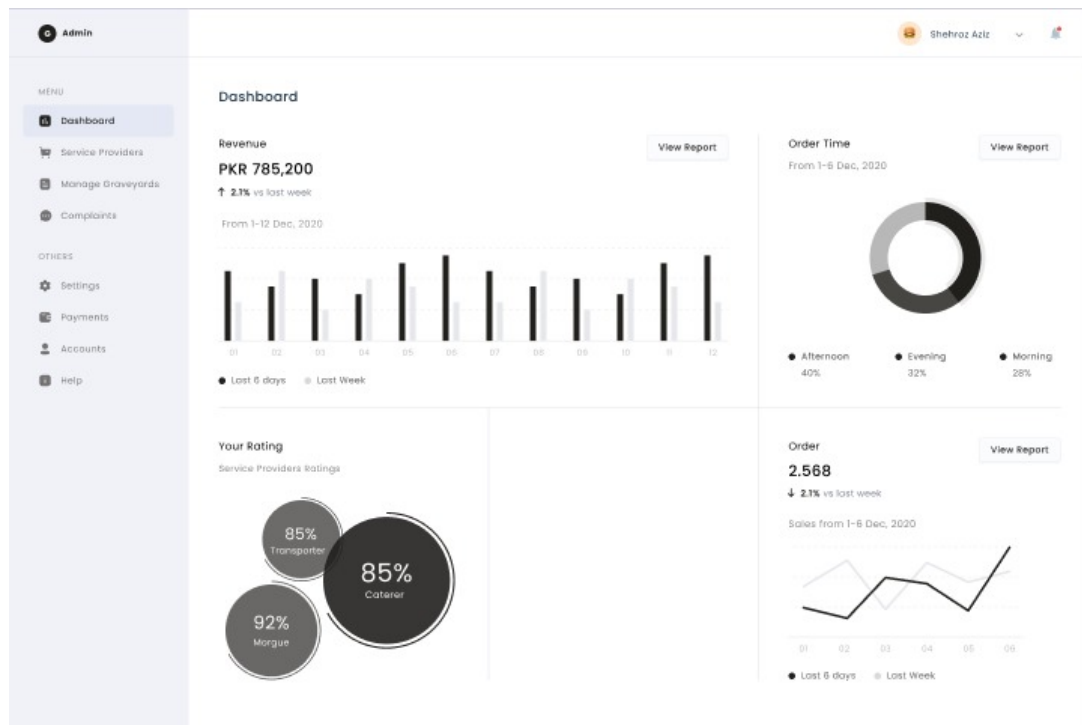 G Admin
Shehroz Aziz
MENU
Dashboard
Service Providers
Manage Graveyards
Complaints
OTHERS
Settings
Payments
Accounts
Help
Dashboard
Revenue
View Report
PKR 785,200
↑ 2.1% vs last week
From 1-12 Dec, 2020
01 02 03 04 05 06 07 08 09 10 11 12
Last 6 days Last Week
Order Time
View Report
From 1-6 Dec, 2020
Afternoon Evening Morning
40% 32% 28%
Your Rating
Service Providers Ratings
85%
Transporter
85%
Caterer
92%
Morgue
Order
View Report
2.568
↓ 2.1% vs last week
Sales from 1-6 Dec, 2020
01 02 03 04 05 06
Last 6 days Last Week